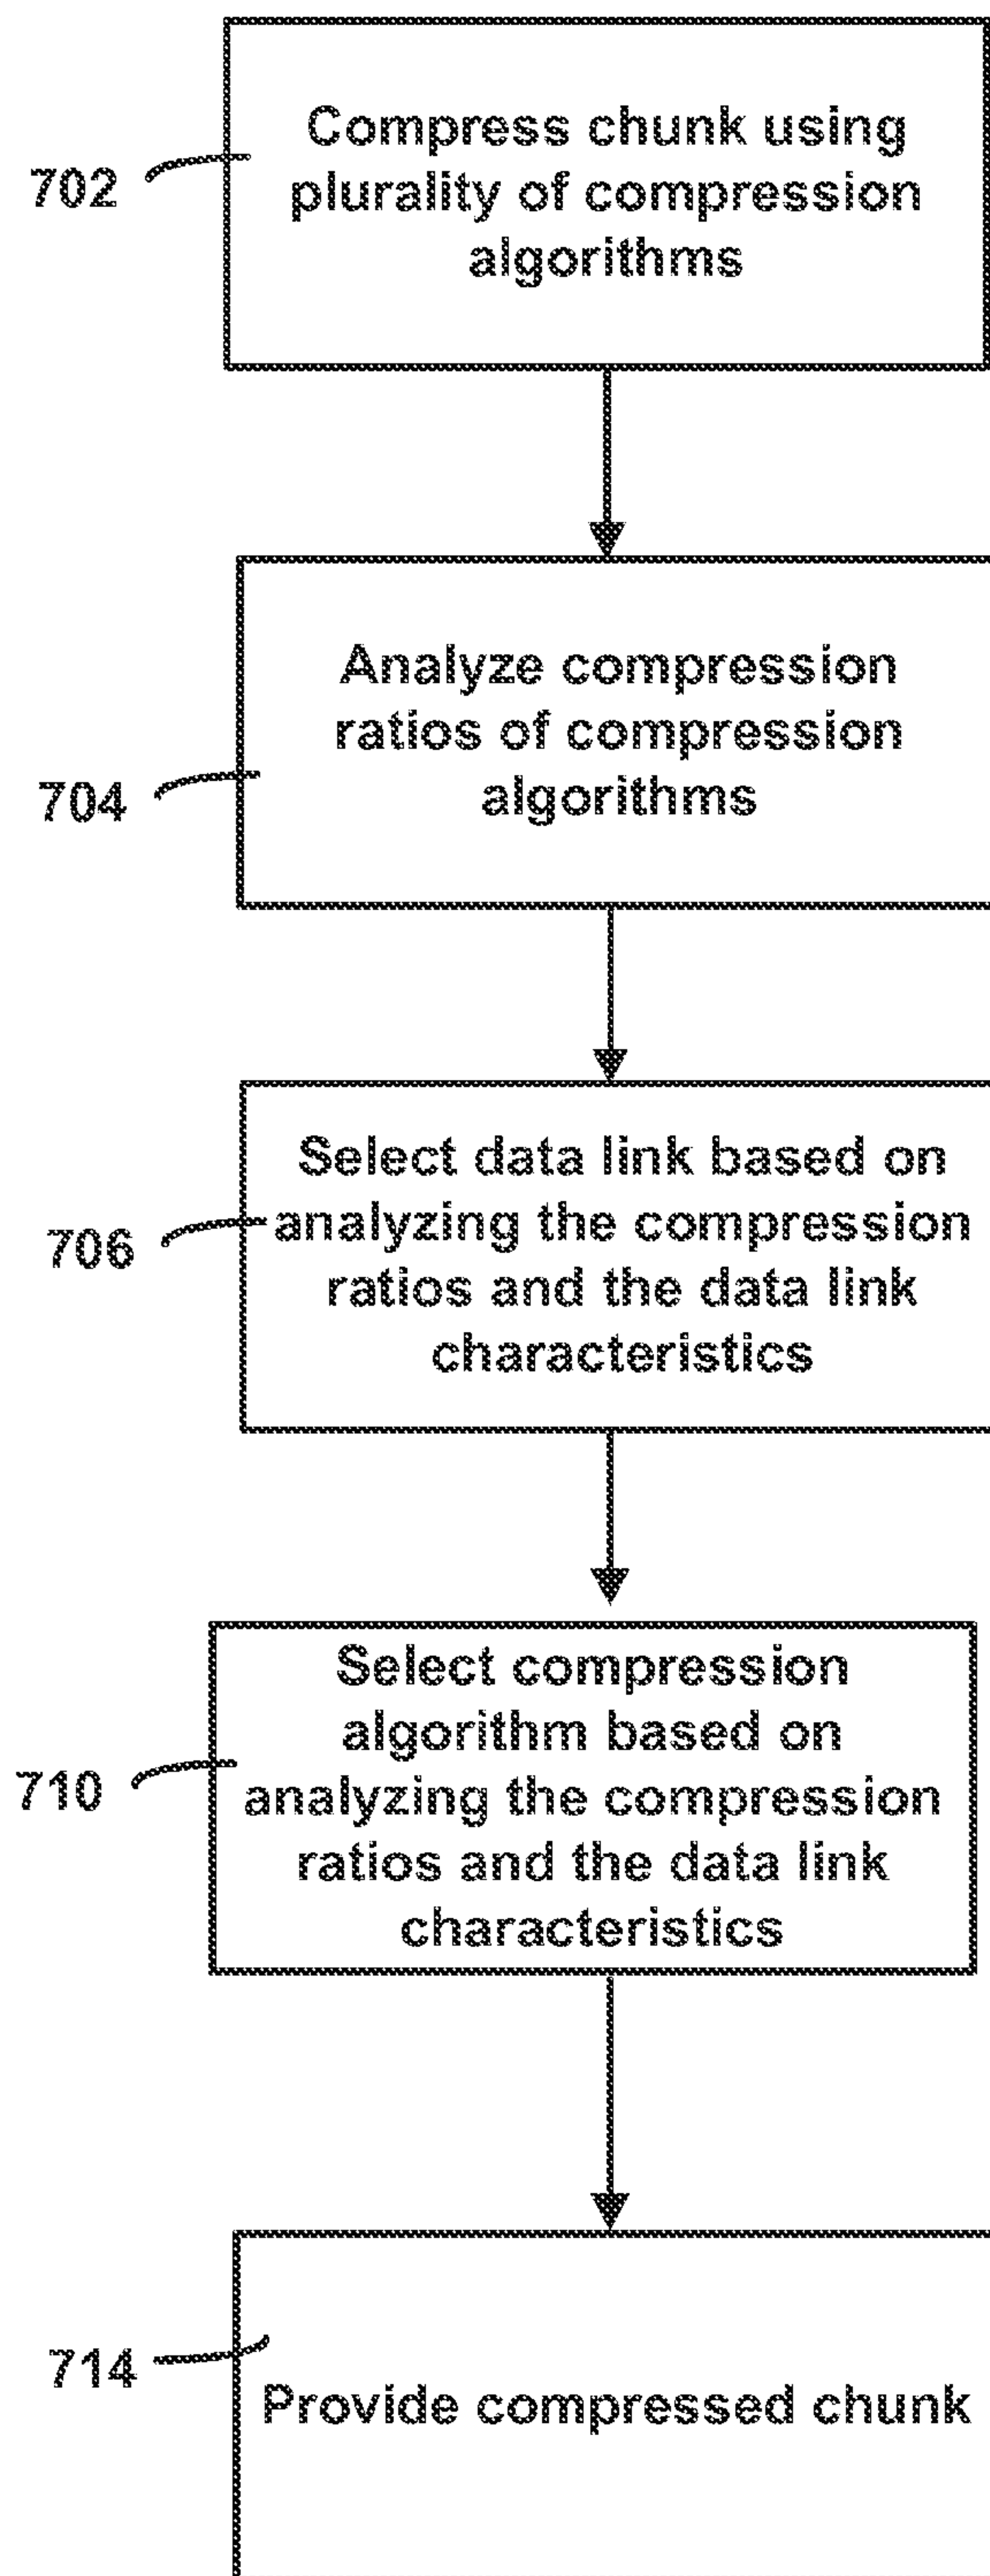 702
Compress chunk using
plurality of compression
algorithms
704
Analyze compression
ratios of compression
algorithms
706
Select data link based on
analyzing the compression
ratios and the data link
characteristics
710
Select compression
algorithm based on
analyzing the compression
ratios and the data link
characteristics
714
Provide compressed chunk